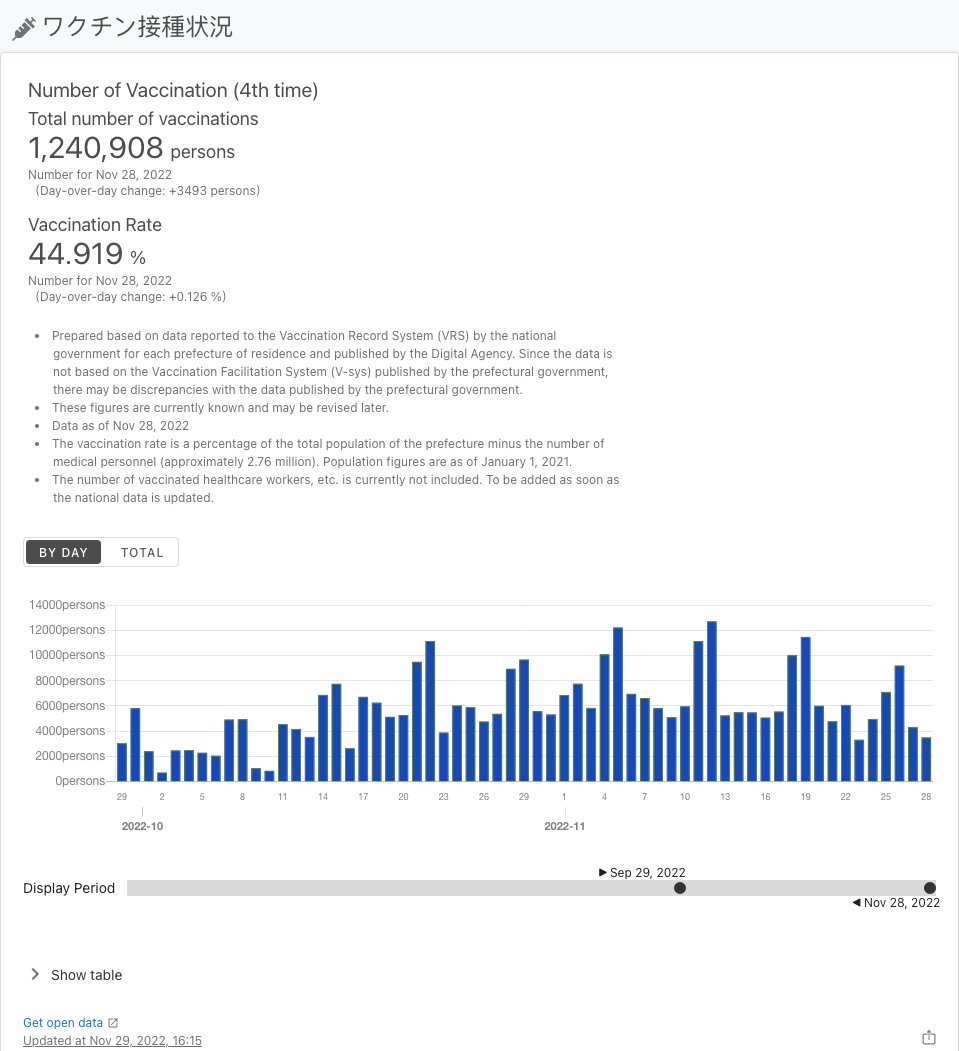 ワクチン接種状況
Number of Vaccination (4th time)
Total number of vaccinations
1,240,908 persons
Number for Nov 28, 2022
(Day-over-day change: +3493 persons)
Vaccination Rate
44.919 %
Number for Nov 28, 2022
(Day-over-day change: +0.126 %)
• Prepared based on data reported to the Vaccination Record System (VRS) by the national
government for each prefecture of residence and published by the Digital Agency. Since the data is
not based on the Vaccination Facilitation System (V-sys) published by the prefectural government,
there may be discrepancies with the data published by the prefectural government.
• These figures are currently known and may be revised later.
• Data as of Nov 28, 2022
• The vaccination rate is a percentage of the total population of the prefecture minus the number of
medical personnel (approximately 2.76 million). Population figures are as of January 1, 2021.
• The number of vaccinated healthcare workers, etc. is currently not included. To be added as soon as
the national data is updated.
BY DAY TOTAL
14000persons
12000persons
10000persons
8000persons
6000persons
4000persons
2000persons
0persons
29 2 5 8 11 14 17 20 23 26 29 1 4 7 10 13 16 19 22 25 28
2022-10 2022-11
▶ Sep 29, 2022
Display Period
◀ Nov 28, 2022
Show table
Get open data
Updated at Nov 29, 2022, 16:15